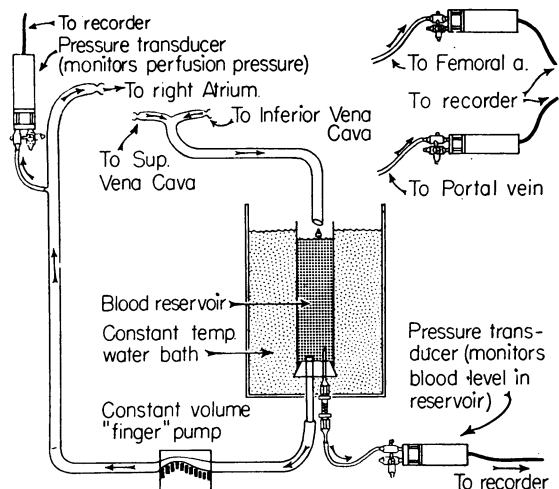 To recorder
Pressure transducer
(monitors perfusion pressure)
To right Atrium.
To Inferior Vena
Cava
To Sup.
Vena Cava
To Femoral a.
To recorder
To Portal vein
Blood reservoir
Constant temp.
water bath
Constant volume
"finger" pump
Pressure trans-
ducer (monitors
blood level in
reservoir)
To recorder